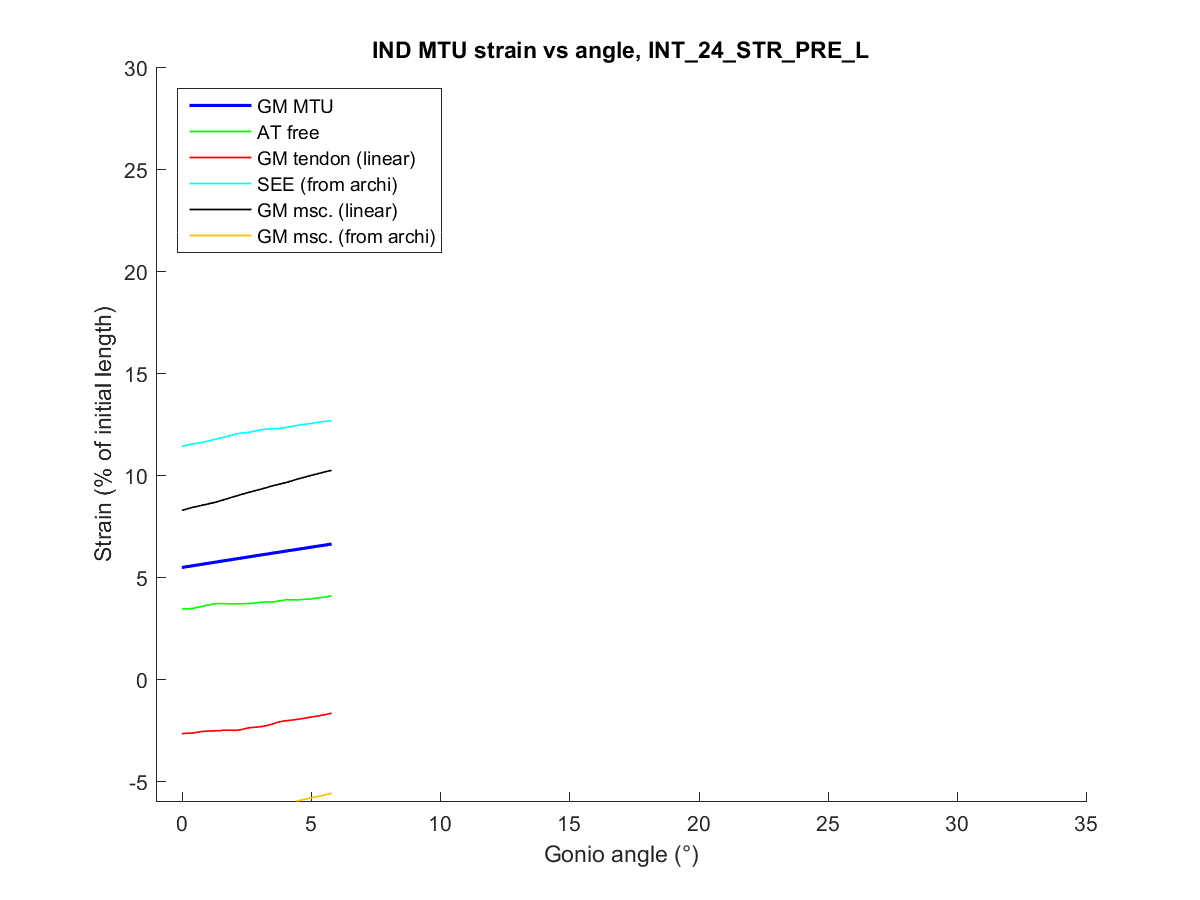 IND MTU strain vs angle, INT_24_STR_PRE_L
30
25
20
15
10
5
0
-5
GM MTU
AT free
GM tendon (linear)
SEE (from archi)
GM msc. (linear)
GM msc. (from archi)
Strain (% of initial length)
0 5 10 15 20 25 30 35
Gonio angle (°)